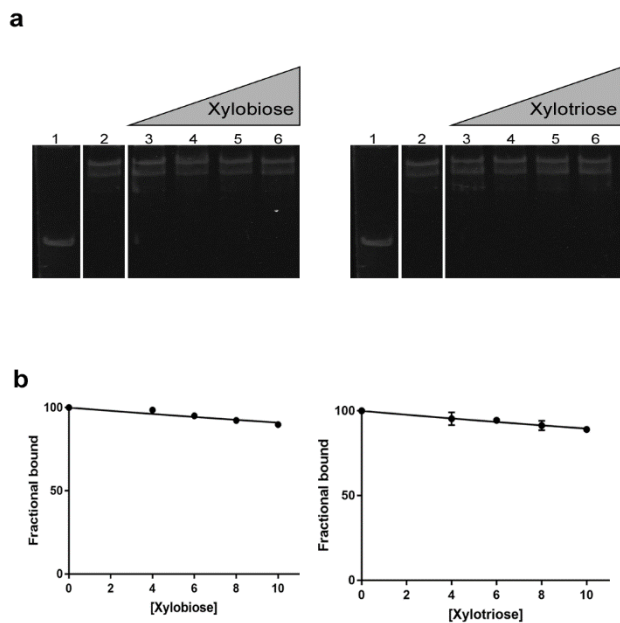 a
Xylobiose
Xylotriose
1 2 3 4 5 6
1 2 3 4 5 6
b
Fractional bound
100
50
0
0 2 4 6 8 10
[Xylobiose]
Fractional bound
100
50
0
0 2 4 6 8 10
[Xylotriose]